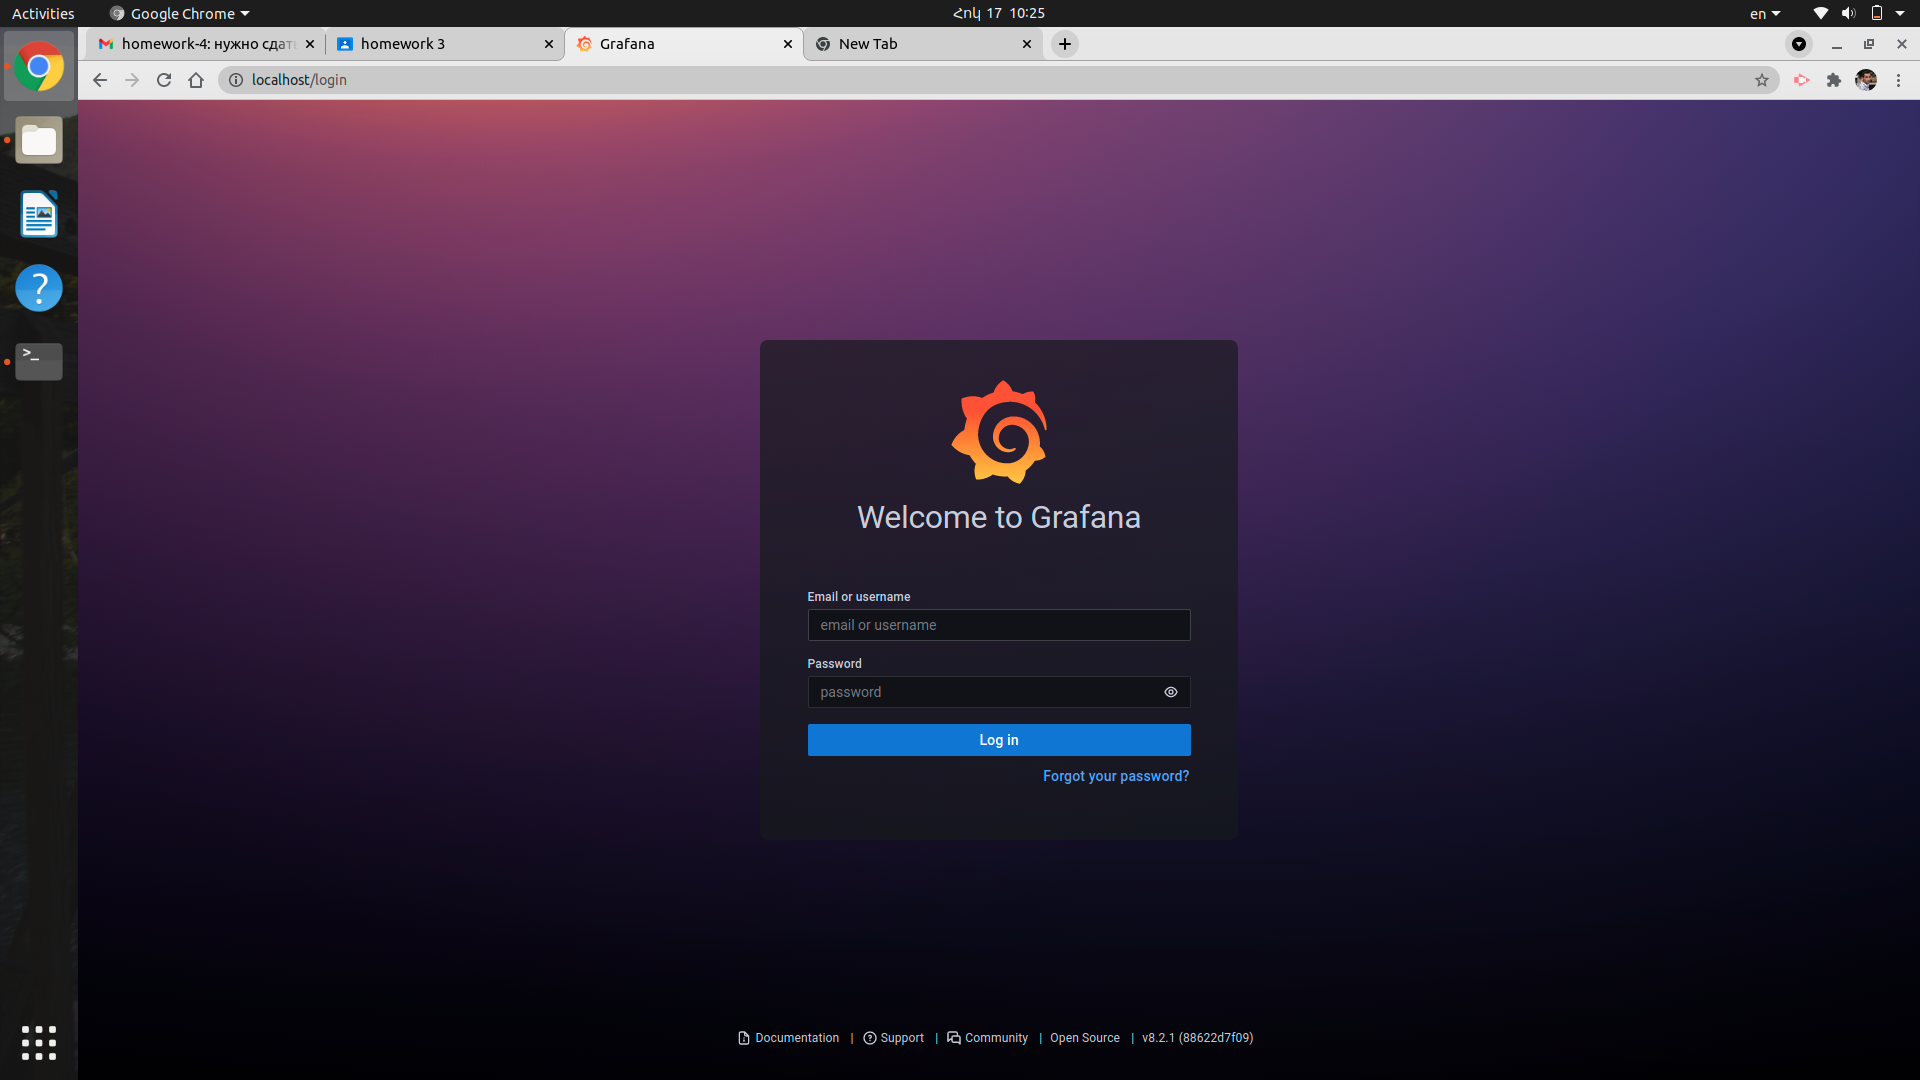 Activities
Google Chrome
Հոկ 17 10:25
en
homework-4: нужно сдать
homework 3
Grafana
New Tab
localhost/login
Welcome to Grafana
Email or username
email or username
Password
password
Log in
Forgot your password?
Documentation | Support | Community | Open Source | v8.2.1 (88622d7f09)